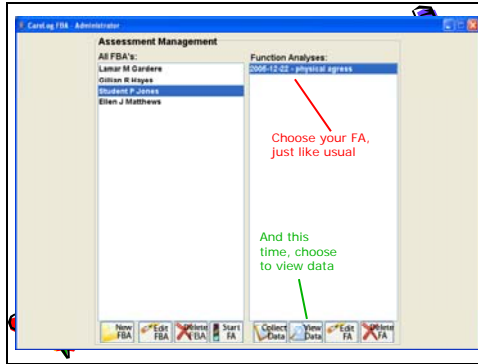 CareLog FBA - Administrator
Assessment Management
All FBA's:
Lamar M Gardere
Gillian R Hayes
Student P Jones
Ellen J Matthews
Function Analyses:
2006-12-22 - physical agress
Choose your FA,
just like usual
And this
time, choose
to view data
New
FBA
Edit
FBA
Delete
FBA
Start
FA
Collect
Data
View
Data
Edit
FA
Delete
FA